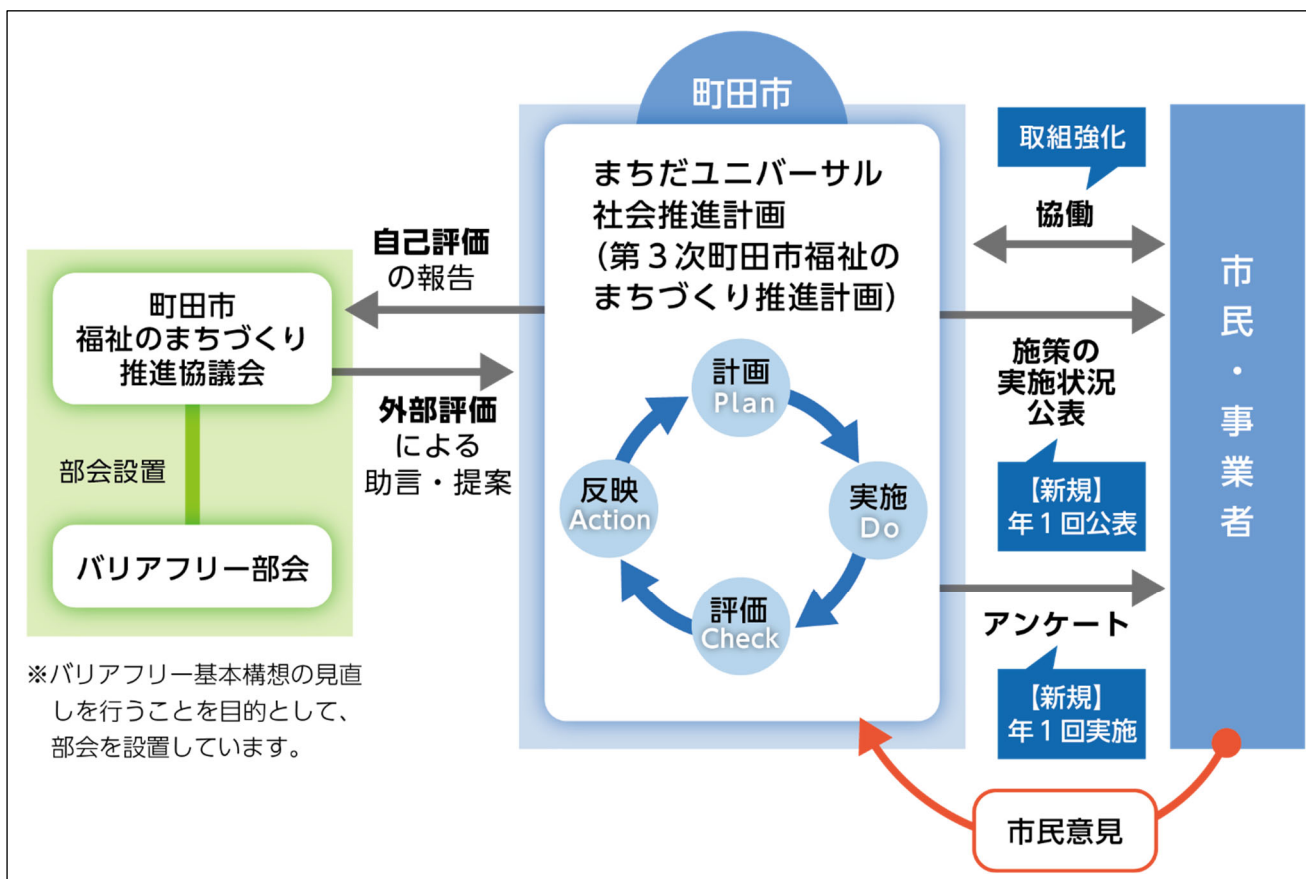 町田市
まちだユニバーサル
社会推進計画
(第3次町田市福祉の
まちづくり推進計画)
計画
Plan
実施
Do
評価
Check
反映
Action
自己評価
の報告
外部評価
による
助言・提案
町田市
福祉のまちづくり
推進協議会
部会設置
バリアフリー部会
※バリアフリー基本構想の見直
しを行うことを目的として、
部会を設置しています。
取組強化
協働
施策の
実施状況
公表
【新規】
年1回公表
アンケート
【新規】
年1回実施
市民・事業者
市民意見